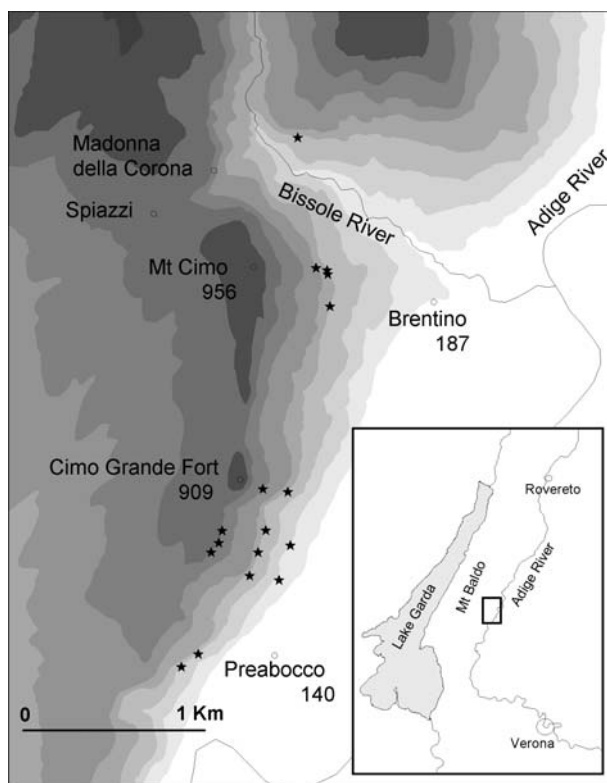 Madonna
della Corona
Spiazzi
Bissole River
Adige River
Mt Cimo
956
Brentino
187
Cimo Grande Fort
909
Preabocco
140
0 1 Km
Rovereto
Lake Garda
Mt Baldo
Adige River
Verona